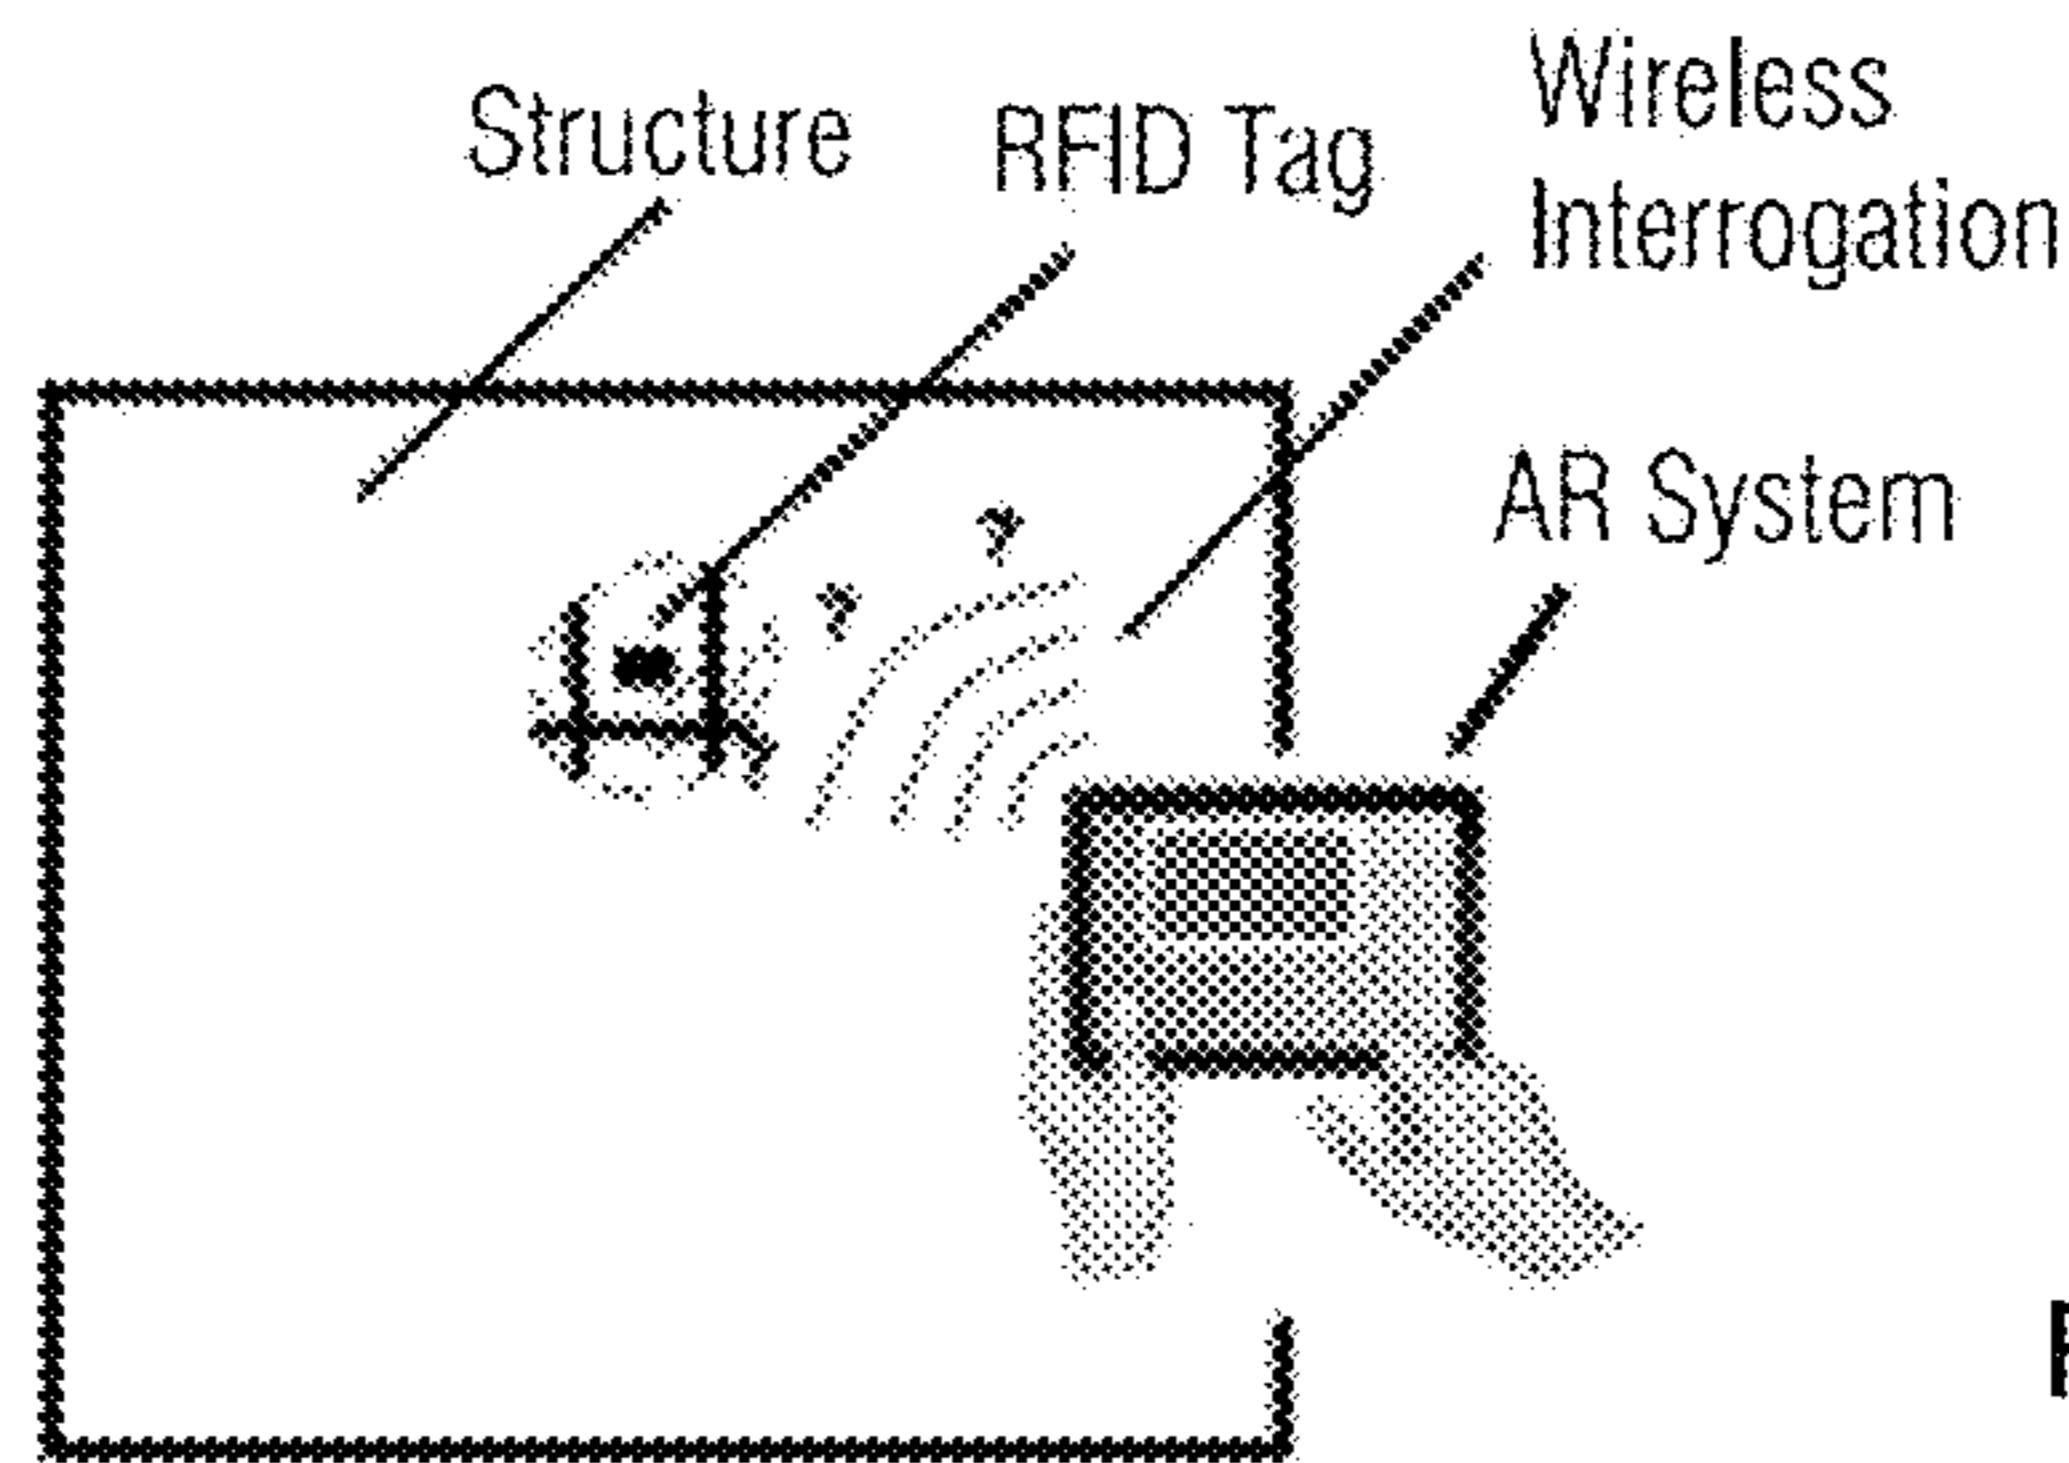 Structure
RFID Tag
Wireless
Interrogation
AR System